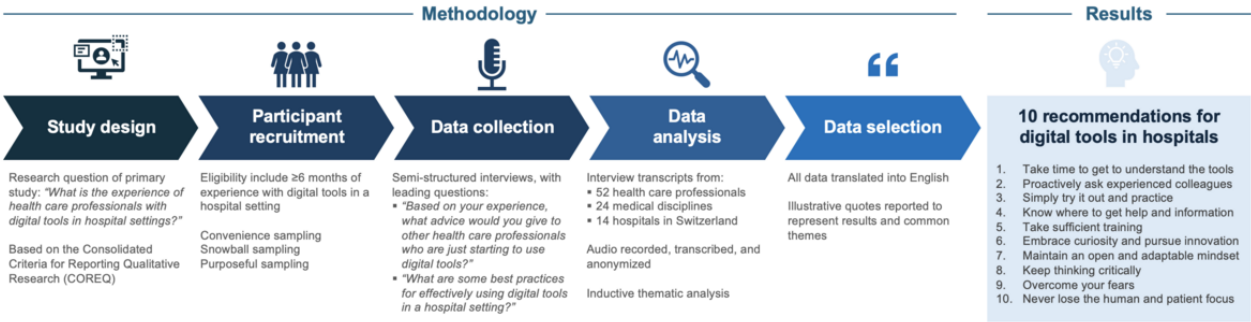 Methodology
Results
Study design
Participant
recruitment
Data collection
Data
analysis
Data selection
Research question of primary
study: "What is the experience of
health care professionals with
digital tools in hospital settings?"
Based on the Consolidated
Criteria for Reporting Qualitative
Research (COREQ)
Eligibility include ≥6 months of
experience with digital tools in a
hospital setting
Convenience sampling
Snowball sampling
Purposeful sampling
Semi-structured interviews, with
leading questions:
▪ "Based on your experience,
what advice would you give to
other health care professionals
who are just starting to use
digital tools?"
▪ "What are some best practices
for effectively using digital tools
in a hospital setting?"
Interview transcripts from:
▪ 52 health care professionals
▪ 24 medical disciplines
▪ 14 hospitals in Switzerland
Audio recorded, transcribed, and
anonymized
Inductive thematic analysis
All data translated into English
Illustrative quotes reported to
represent results and common
themes
10 recommendations for
digital tools in hospitals
1. Take time to get to understand the tools
2. Proactively ask experienced colleagues
3. Simply try it out and practice
4. Know where to get help and information
5. Take sufficient training
6. Embrace curiosity and pursue innovation
7. Maintain an open and adaptable mindset
8. Keep thinking critically
9. Overcome your fears
10. Never lose the human and patient focus